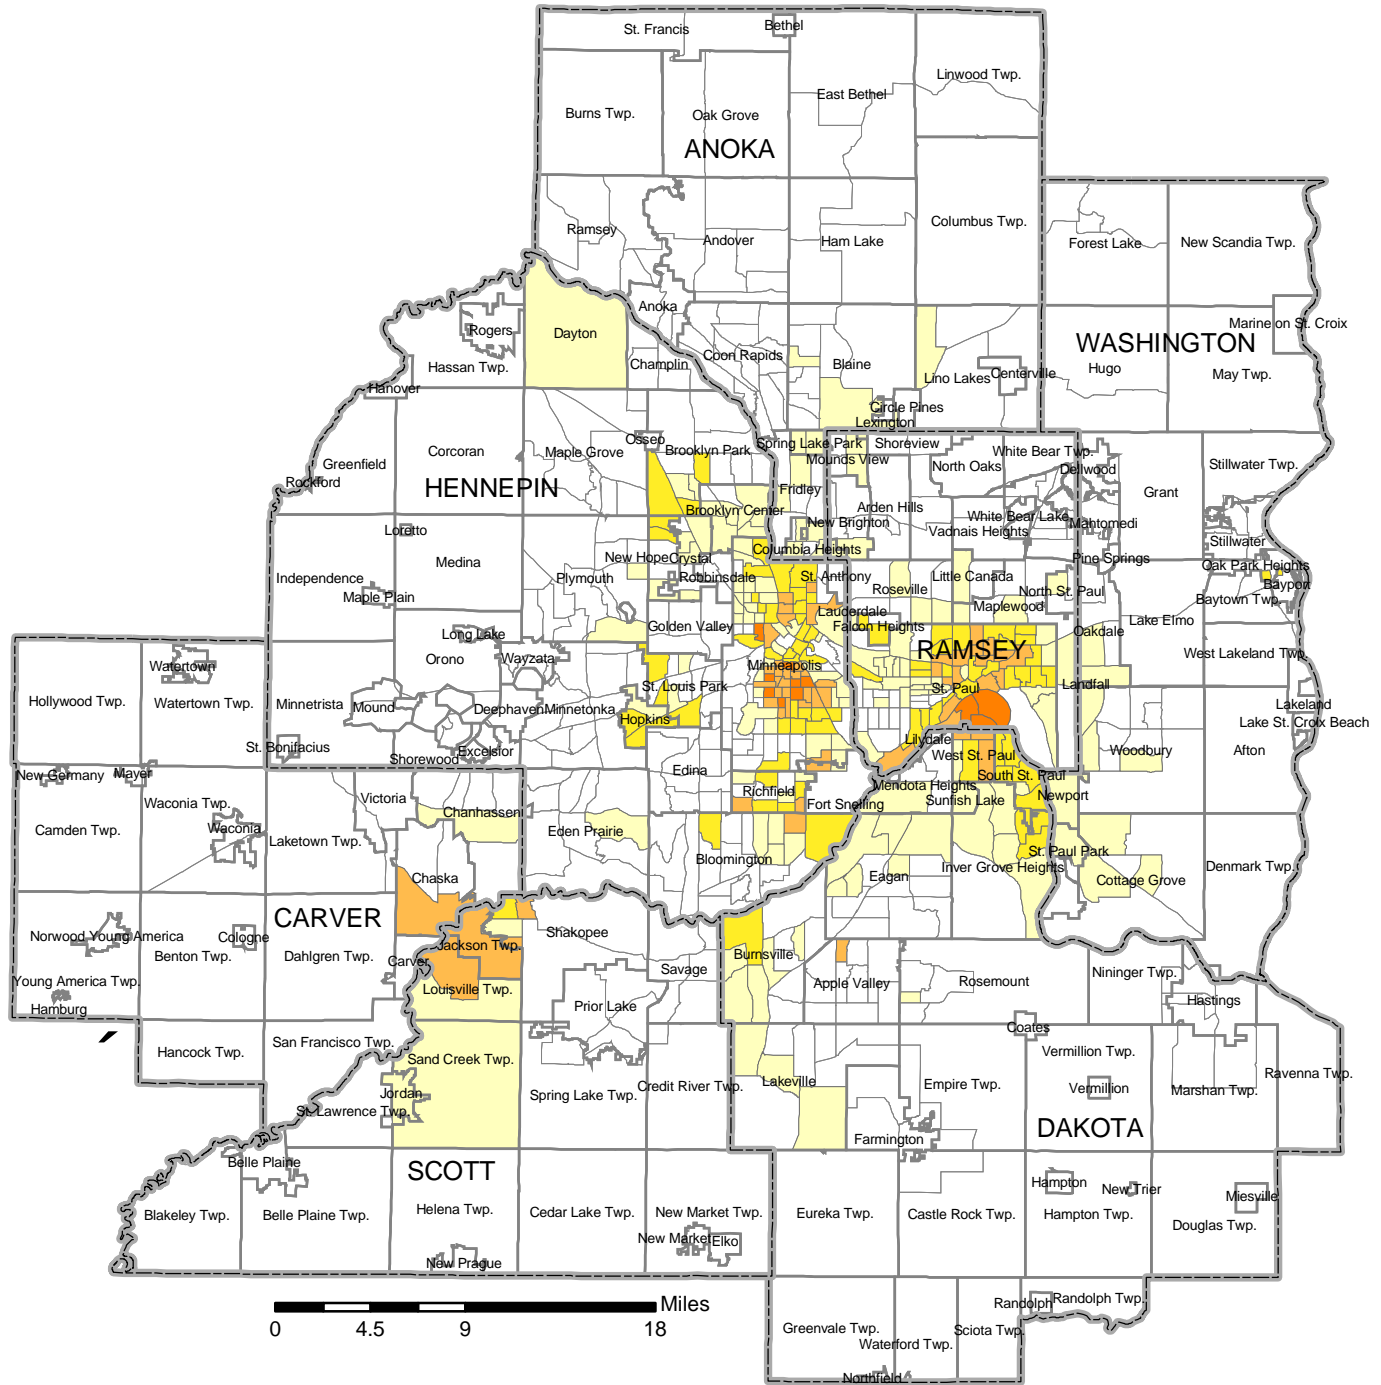 St. Francis
Bethel
Linwood Twp.
East Bethel
Burns Twp.
Oak Grove
ANOKA
Columbus Twp.
Ramsey
Andover
Ham Lake
Forest Lake
New Scandia Twp.
Anoka
Rogers
Dayton
Marine on St. Croix
WASHINGTON
Coon Rapids
Hassan Twp.
Champlin
Blaine
Lino Lakes
Centerville
Hugo
May Twp.
Hanover
Circle Pines
Lexington
Osseo
Corcoran
Maple Grove
Brooklyn Park
Spring Lake Park
Shoreview
White Bear Twp.
Mounds View
North Oaks
Dellwood
Greenfield
Stillwater Twp.
Rockford
HENNEPIN
Fridley
Grant
Arden Hills
Brooklyn Center
White Bear Lake
New Brighton
Mahtomedi
Loretto
Vadnais Heights
Stillwater
Columbia Heights
New Hope
Crystal
Pine Springs
Medina
Oak Park Heights
Independence
Plymouth
Robbinsdale
St. Anthony
Little Canada
Bayport
Roseville
North St. Paul
Maple Plain
Baytown Twp.
Maplewood
Lauderdale
Lake Elmo
Golden Valley
Falcon Heights
Oakdale
Long Lake
RAMSEY
Orono
Wayzata
West Lakeland Twp.
Watertown
Minneapolis
Hollywood Twp.
Watertown Twp.
St. Louis Park
St. Paul
Landfall
Minnetrista
Mound
Deephaven
Minnetonka
Lakeland
Hopkins
Lake St. Croix Beach
St. Bonifacius
Excelsior
Lilydale
Woodbury
Afton
Shorewood
West St. Paul
New Germany
Mayer
Edina
South St. Paul
Mendota Heights
Victoria
Richfield
Newport
Waconia Twp.
Fort Snelling
Sunfish Lake
Chanhassen
Camden Twp.
Waconia
Laketown Twp.
Eden Prairie
St. Paul Park
Bloomington
Inver Grove Heights
Denmark Twp.
Chaska
Eagan
Cottage Grove
CARVER
Norwood Young America
Cologne
Shakopee
Jackson Twp.
Benton Twp.
Dahlgren Twp.
Burnsville
Carver
Savage
Nininger Twp.
Young America Twp.
Louisville Twp.
Apple Valley
Rosemount
Hamburg
Prior Lake
Hastings
Coates
San Francisco Twp.
Hancock Twp.
Sand Creek Twp.
Vermillion Twp.
Ravenna Twp.
Lakeville
Empire Twp.
Credit River Twp.
Vermillion
Marshan Twp.
Jordan
Spring Lake Twp.
St. Lawrence Twp.
DAKOTA
Farmington
Belle Plaine
SCOTT
Hampton
New Trier
Miesville
Blakeley Twp.
Belle Plaine Twp.
Helena Twp.
Cedar Lake Twp.
New Market Twp.
Eureka Twp.
Castle Rock Twp.
Hampton Twp.
Douglas Twp.
New Market
Elko
New Prague
Miles
Randolph
Randolph Twp.
0
4.5
9
18
Greenvale Twp.
Sciota Twp.
Waterford Twp.
Northfield